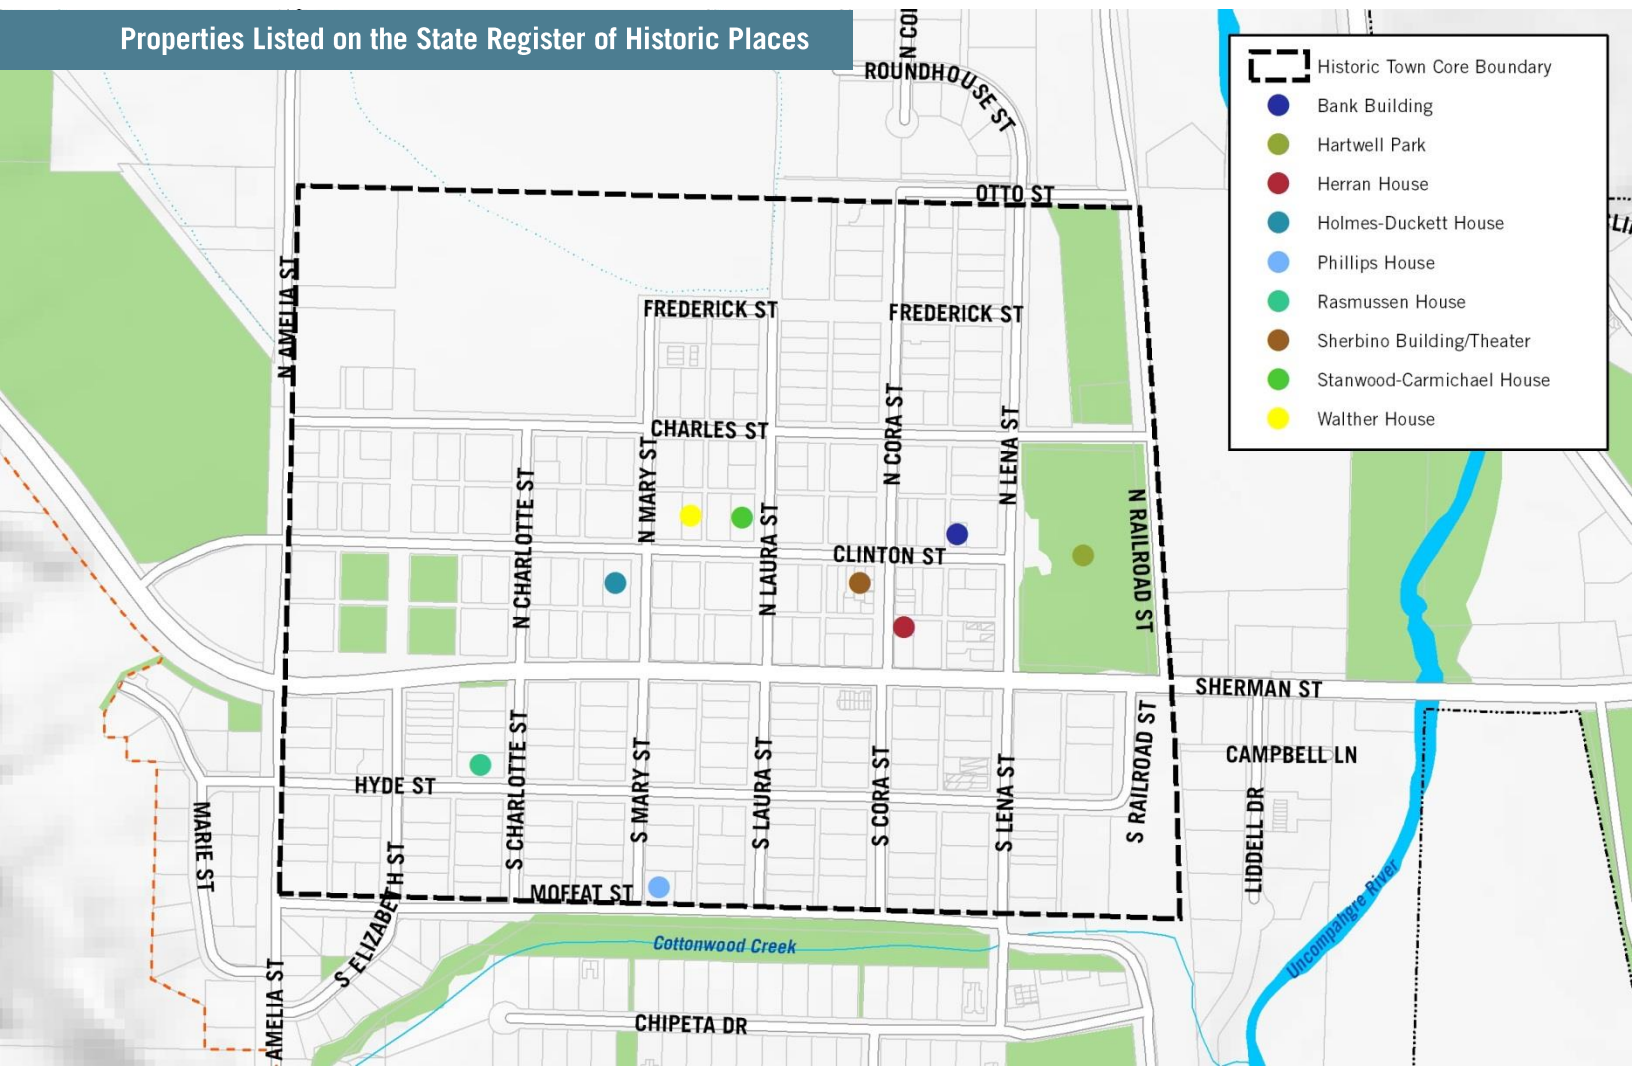 Properties Listed on the State Register of Historic Places
N CO
ROUNDHOUSE ST
Historic Town Core Boundary
Bank Building
Hartwell Park
Herran House
Holmes-Duckett House
Phillips House
Rasmussen House
Sherbino Building/Theater
Stanwood-Carmichael House
Walther House
OTTO ST
N AMELIA ST
FREDERICK ST
FREDERICK ST
CHARLES ST
N CORA ST
N LENA ST
N MARY ST
N CHARLOTTE ST
N LAURA ST
N RAILROAD ST
CLINTON ST
SHERMAN ST
CAMPBELL LN
HYDE ST
S CHARLOTTE ST
S MARY ST
S LAURA ST
S CORA ST
S LENA ST
S RAILROAD ST
MARIE ST
LIDDELL DR
S ELIZABETH ST
MOFFAT ST
Uncompahgre River
Cottonwood Creek
AMELIA ST
CHIPETA DR